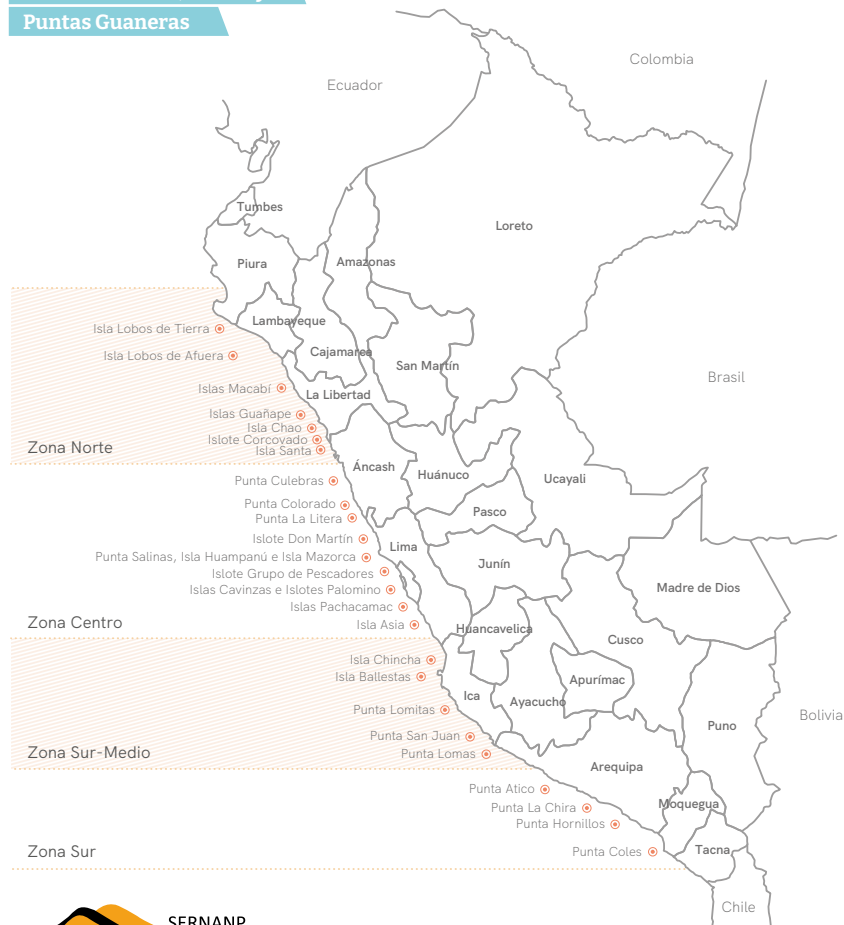 Puntas Guaneras
Colombia
Ecuador
Tumbes
Loreto
Piura
Amazonas
Lambayeque
Isla Lobos de Tierra
Cajamarca
Isla Lobos de Afuera
San Martín
Brasil
Islas Macabí
La Libertad
Islas Guañape
Isla Chao
Islote Corcovado
Zona Norte
Isla Santa
Áncash
Huánuco
Ucayali
Punta Culebras
Punta Colorado
Pasco
Punta La Litera
Islote Don Martín
Lima
Punta Salinas, Isla Huampanú e Isla Mazorca
Junín
Islote Grupo de Pescadores
Islas Cavinzas e Islotes Palomino
Madre de Dios
Islas Pachacamac
Zona Centro
Isla Asia
Huancavelica
Cusco
Isla Chincha
Isla Ballestas
Apurímac
Ica
Ayacucho
Punta Lomitas
Bolivia
Puno
Punta San Juan
Zona Sur-Medio
Punta Lomas
Arequipa
Punta Atico
Moquegua
Punta La Chira
Punta Hornillos
Zona Sur
Punta Coles
Tacna
Chile
SERNANP